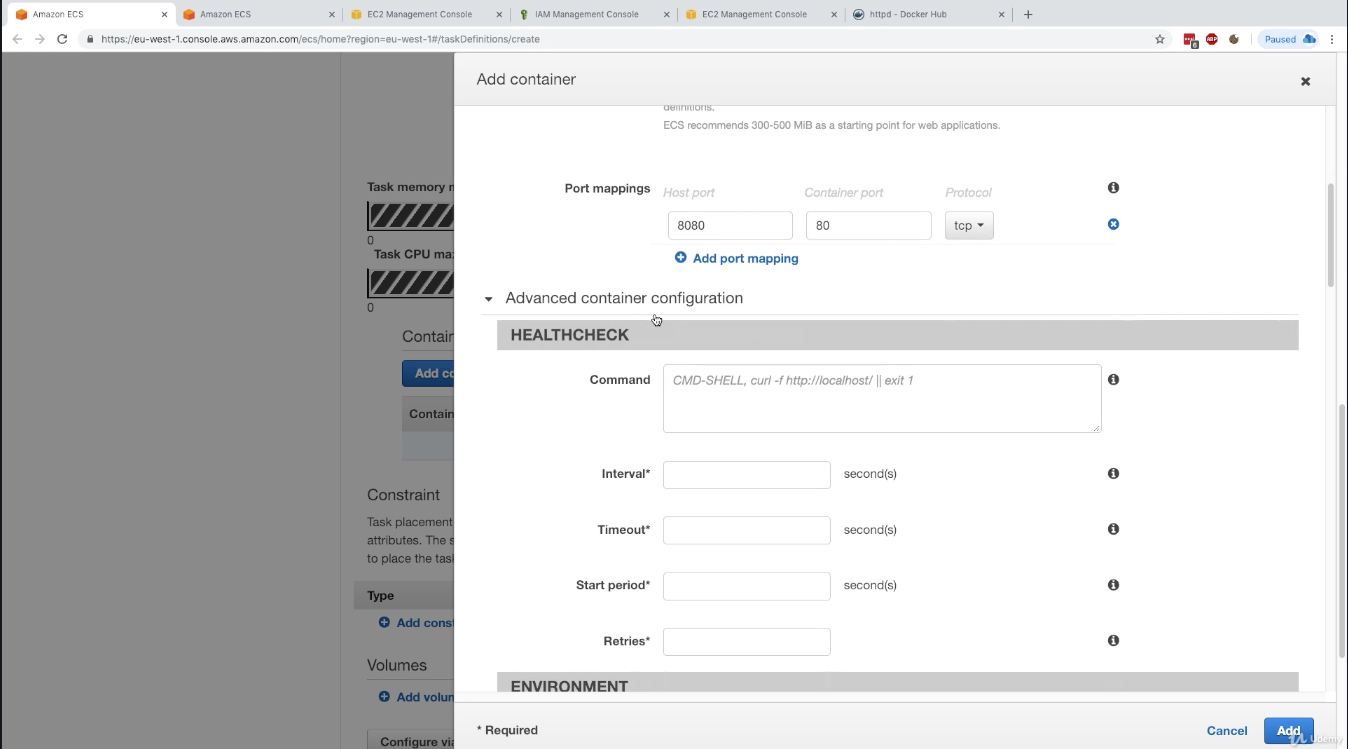 Amazon ECS
Amazon ECS
EC2 Management Console
IAM Management Console
EC2 Management Console
httpd - Docker Hub
https://eu-west-1.console.aws.amazon.com/ecs/home?region=eu-west-1#/taskDefinitions/create
6
ABP
Paused
Add container
definitions.
ECS recommends 300-500 MiB as a starting point for web applications.
Port mappings
Host port
Container port
Protocol
8080
80
tcp
Add port mapping
Advanced container configuration
HEALTHCHECK
Command
CMD-SHELL, curl -f http://localhost/ || exit 1
Interval*
second(s)
Timeout*
second(s)
Start period*
second(s)
Retries*
ENVIRONMENT
* Required
Cancel
Add
Udemy
Task memory m
0
Task CPU ma
0
Contain
Add co
Contain
Constraint
Task placement
attributes. The s
to place the task
Type
Add const
Volumes
Add volun
Configure via